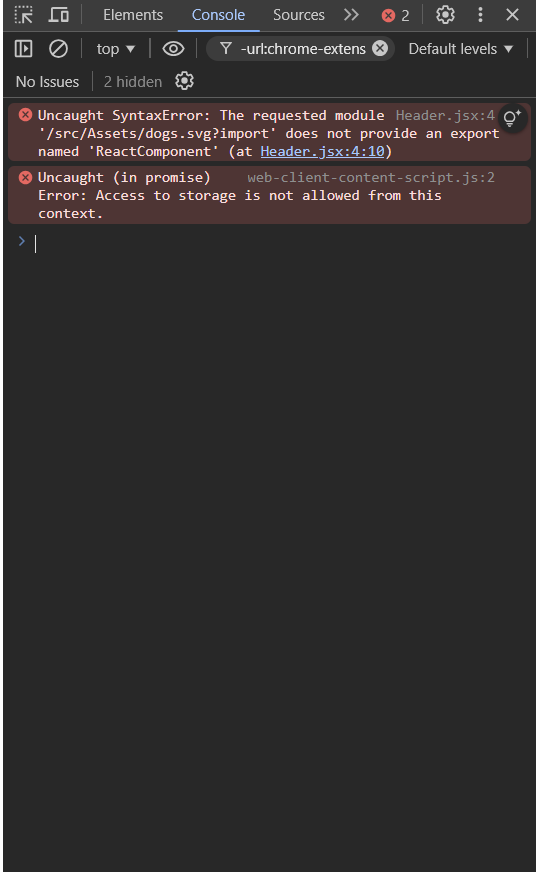 Elements Console Sources 2
top -url:chrome-extens Default levels
No Issues 2 hidden
Uncaught SyntaxError: The requested module Header.jsx:4
'/src/Assets/dogs.svg?import' does not provide an export
named 'ReactComponent' (at Header.jsx:4:10)
Uncaught (in promise) web-client-content-script.js:2
Error: Access to storage is not allowed from this
context.